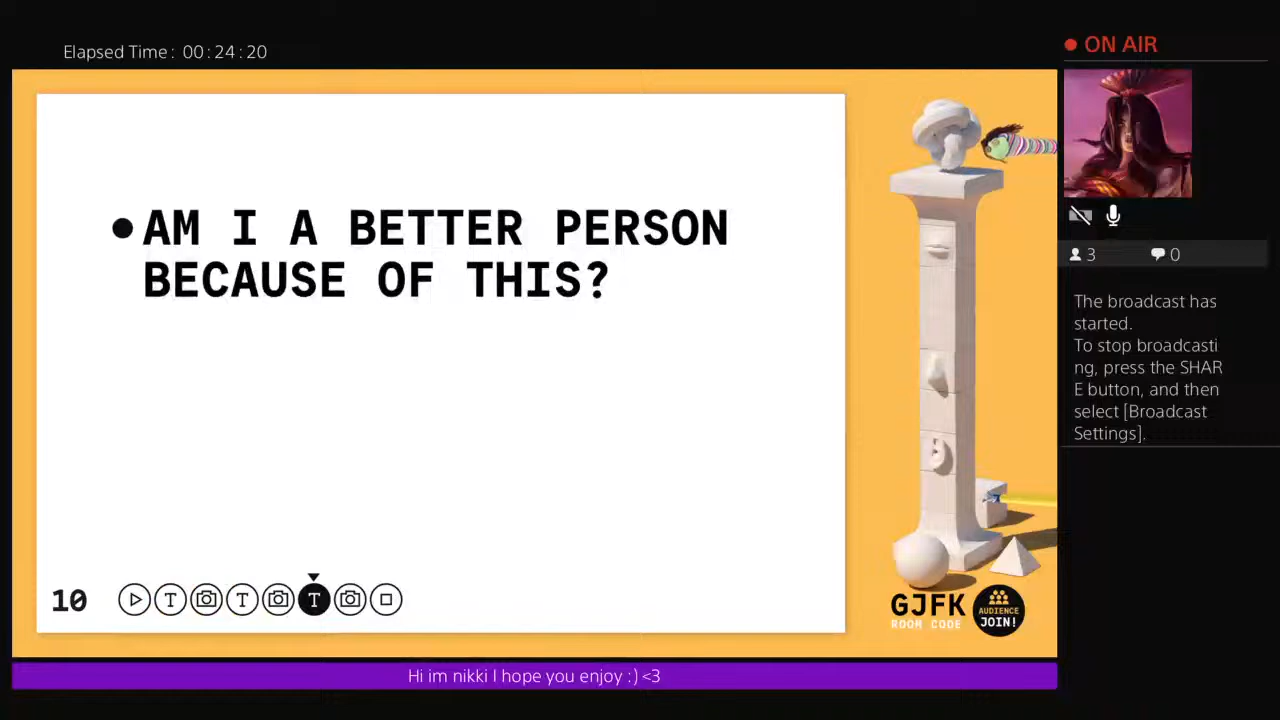 Elapsed Time: 00:24:20
ON AIR
•AM I A BETTER PERSON
BECAUSE OF THIS?
3
0
The broadcast has
started.
To stop broadcasti
ng, press the SHAR
E button, and then
select [Broadcast
Settings].
10
T
T
T
GJFK
ROOM CODE
AUDIENCE
JOIN!
Hi im nikki I hope you enjoy :) <3